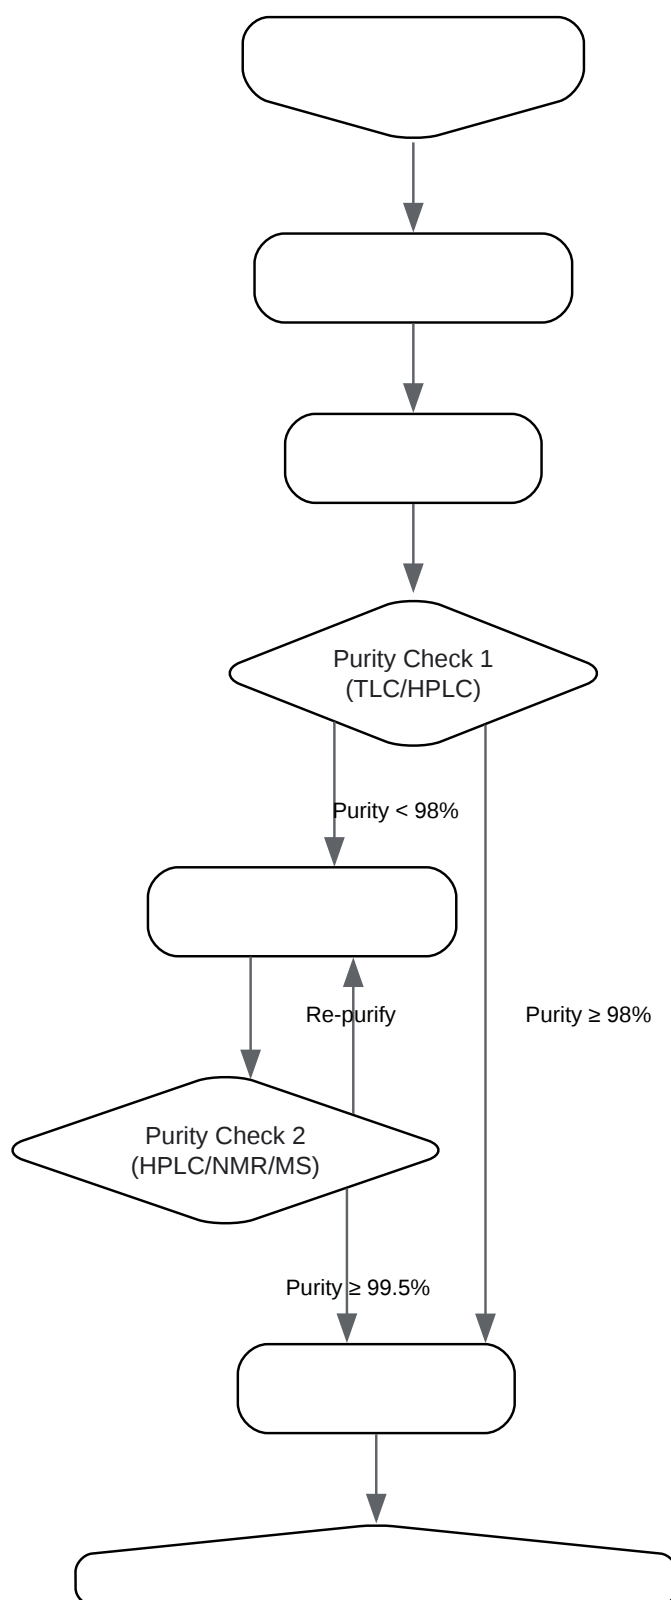 Purity Check 1
(TLC/HPLC)
Purity < 98%
Re-purify
Purity ≥ 98%
Purity Check 2
(HPLC/NMR/MS)
Purity ≥ 99.5%